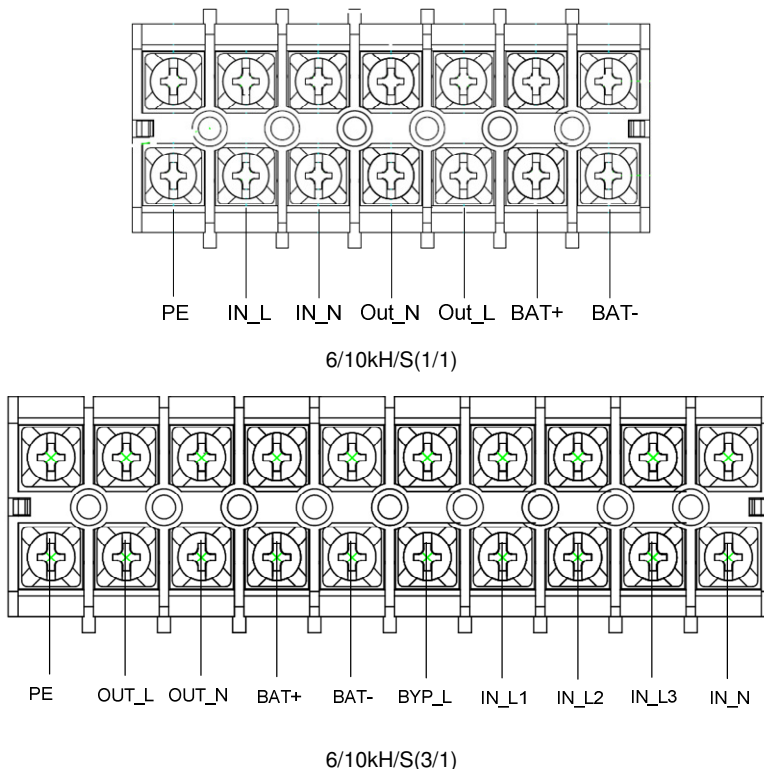 PE IN_L IN_N Out_N Out_L BAT+ BAT-
6/10kH/S(1/1)
PE OUT_L OUT_N BAT+ BAT- BYP_L IN_L1 IN_L2 IN_L3 IN_N
6/10kH/S(3/1)